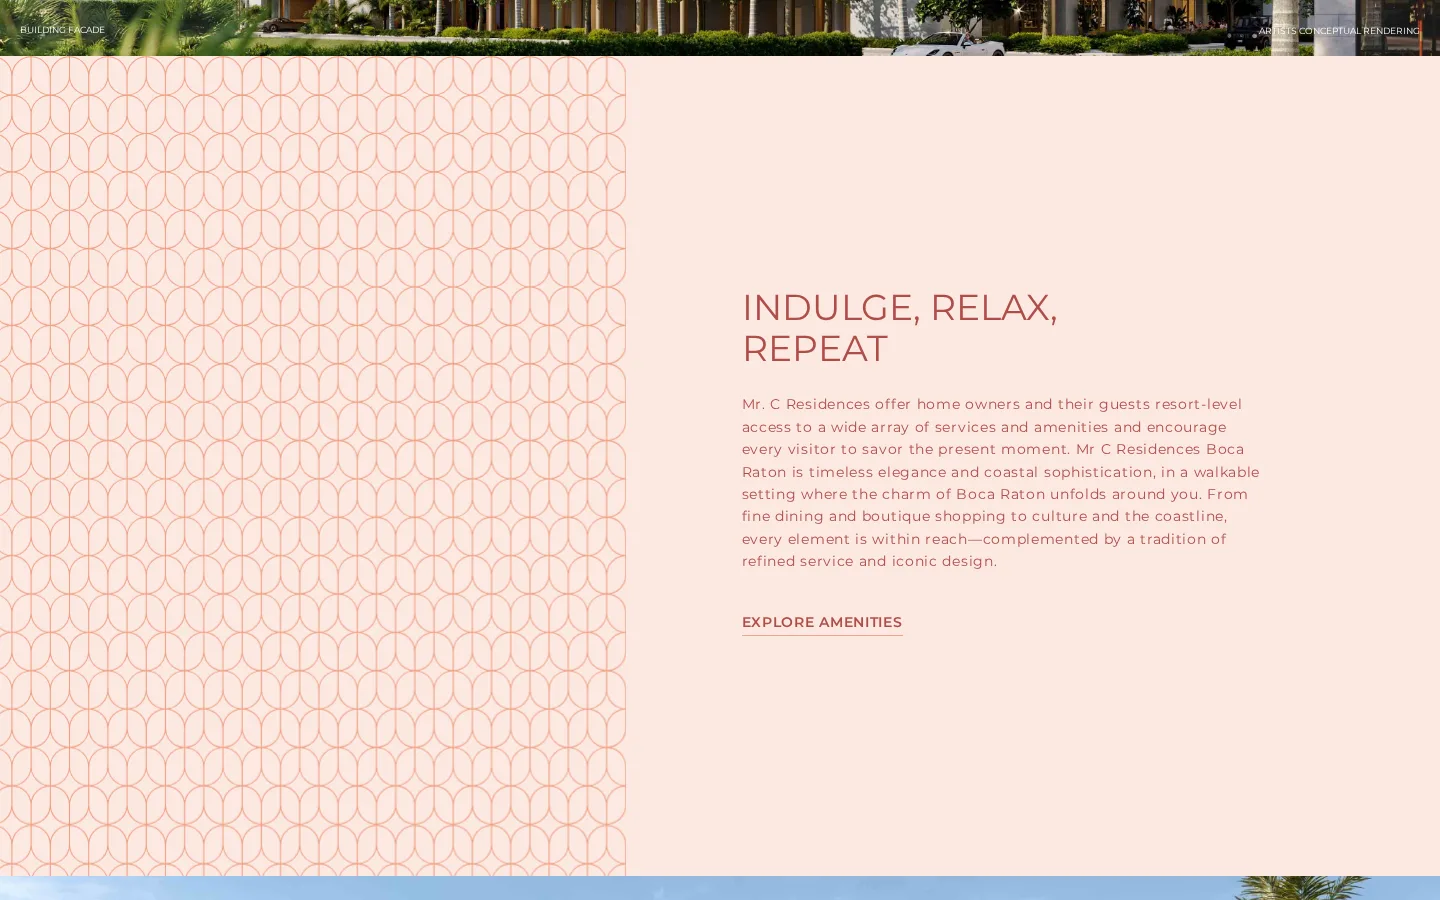 BUILDING FACADE
ARTISTS CONCEPTUAL RENDERING
INDULGE, RELAX,
REPEAT
Mr. C Residences offer home owners and their guests resort-level
access to a wide array of services and amenities and encourage
every visitor to savor the present moment. Mr C Residences Boca
Raton is timeless elegance and coastal sophistication, in a walkable
setting where the charm of Boca Raton unfolds around you. From
fine dining and boutique shopping to culture and the coastline,
every element is within reach—complemented by a tradition of
refined service and iconic design.
EXPLORE AMENITIES